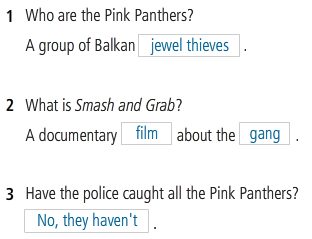 1 Who are the Pink Panthers?
A group of Balkan jewel thieves .
2 What is Smash and Grab?
A documentary film about the gang .
3 Have the police caught all the Pink Panthers?
No, they haven't .